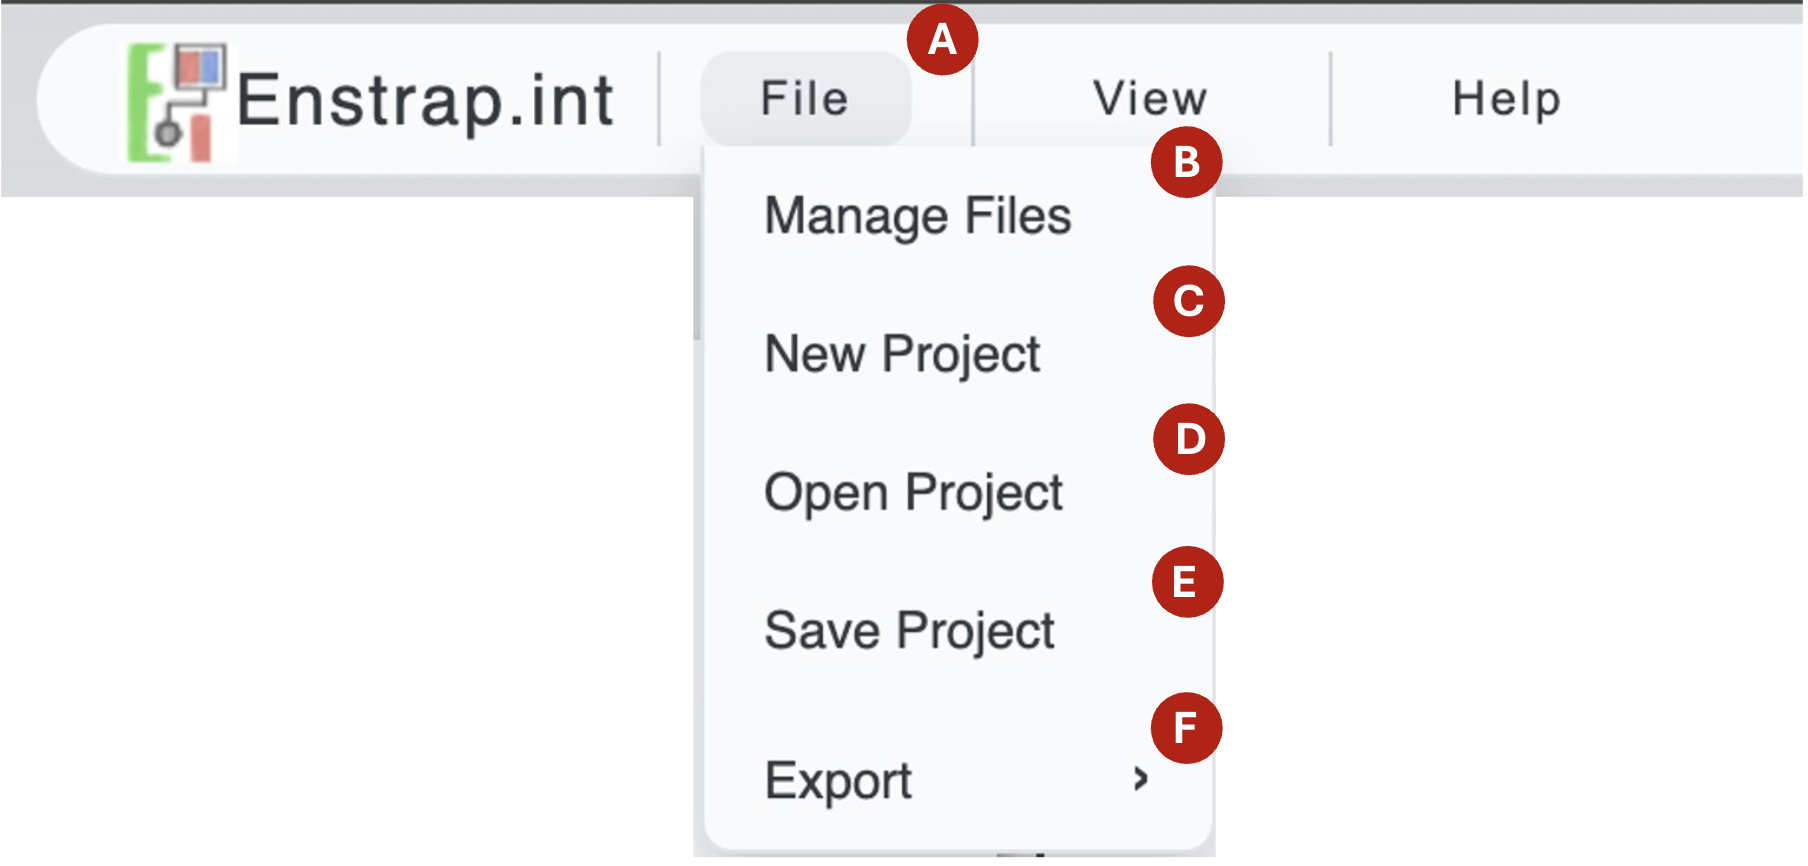 Enstrap.int File A View Help
B
Manage Files
C
New Project
D
Open Project
E
Save Project
F
Export ›